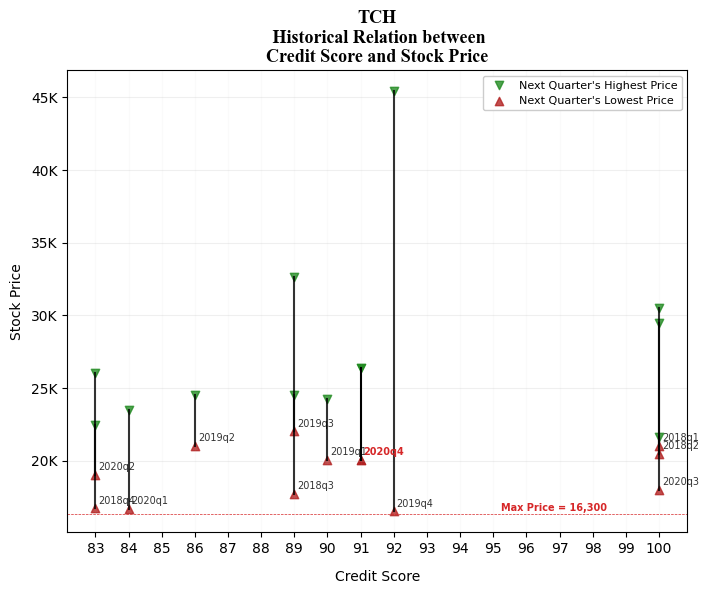 TCH
Historical Relation between
Credit Score and Stock Price
Next Quarter's Highest Price
Next Quarter's Lowest Price
45K
40K
35K
30K
25K
20K
Stock Price
2019q3
2019q2
2019q1
2020q4
2018q1
2018q2
2020q2
2018q3
2020q3
2018q4
2020q1
2019q4
Max Price = 16,300
83 84 85 86 87 88 89 90 91 92 93 94 95 96 97 98 99 100
Credit Score